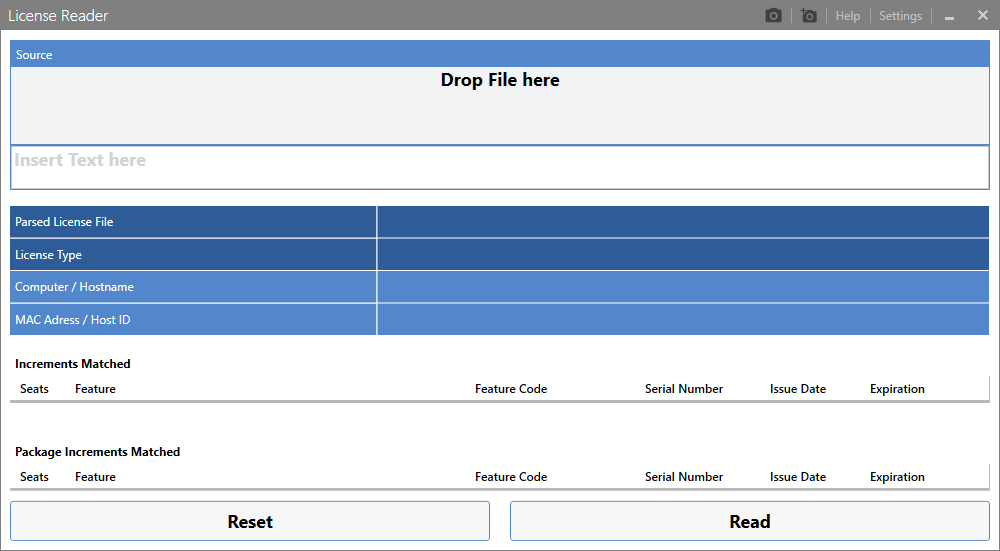 License Reader
Help
Settings
Source
Drop File here
Insert Text here
Parsed License File
License Type
Computer / Hostname
MAC Adress / Host ID
Increments Matched
Seats Feature Feature Code Serial Number Issue Date Expiration
Package Increments Matched
Seats Feature Feature Code Serial Number Issue Date Expiration
Reset Read